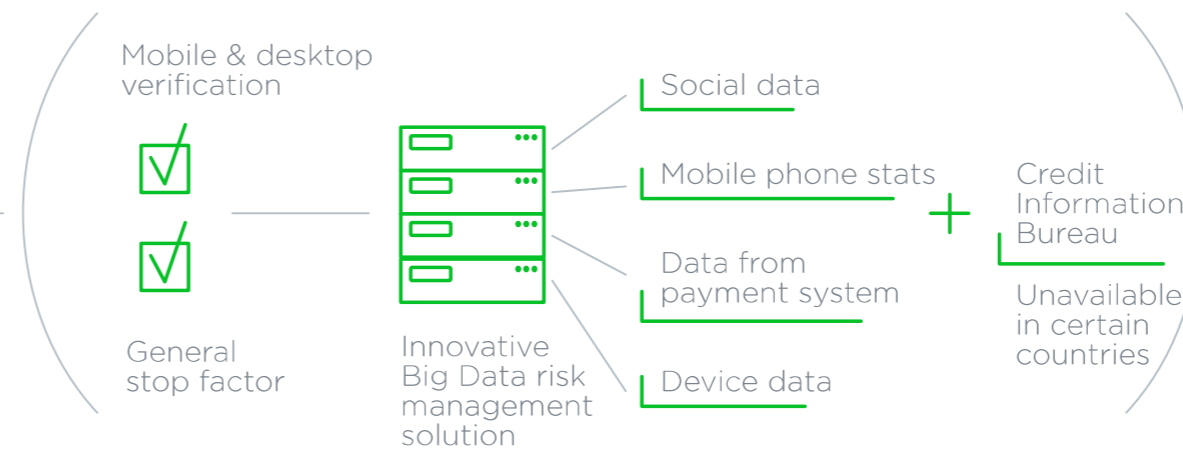 Mobile & desktop
verification
General
stop factor
Innovative
Big Data risk
management
solution
Social data
Mobile phone stats
Data from
payment system
Device data
Credit
Information
Bureau
Unavailable
in certain
countries